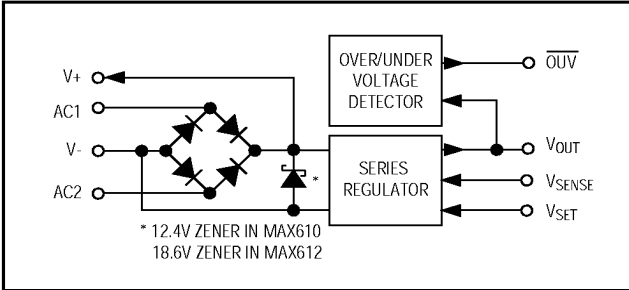 V+
AC1
V-
AC2
OVER/UNDER
VOLTAGE
DETECTOR
OUV
SERIES
REGULATOR
VOUT
VSENSE
VSET
*
* 12.4V ZENER IN MAX610
18.6V ZENER IN MAX612